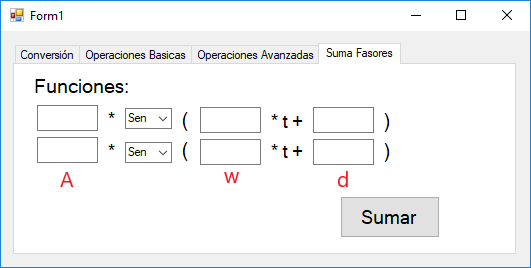 Form1
Conversión Operaciones Basicas Operaciones Avanzadas Suma Fasores
Funciones:
* Sen ( * t + )
* Sen ( * t + )
A w d
Sumar